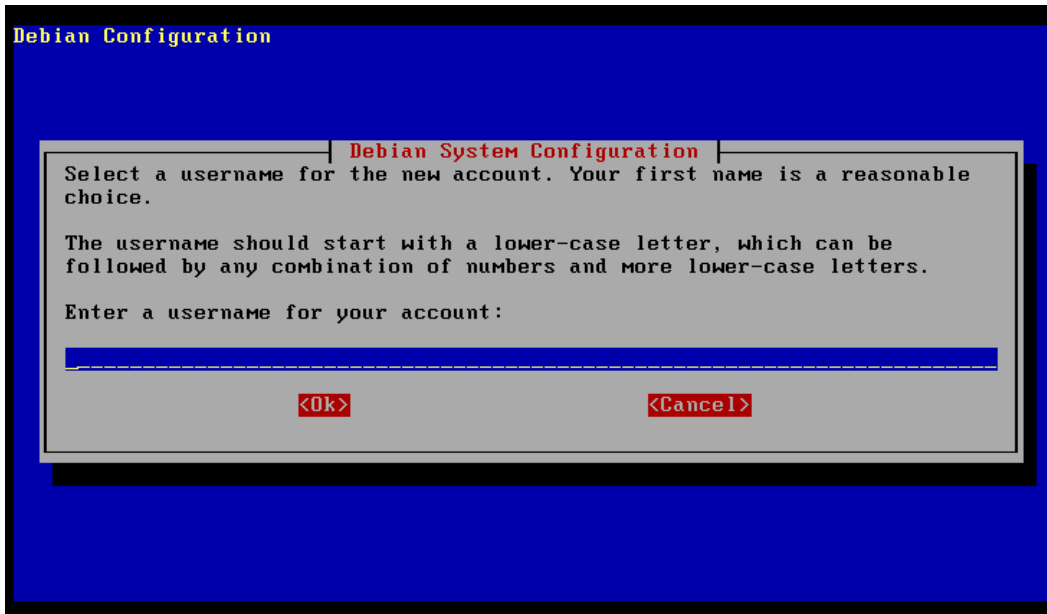 Debian Configuration
Debian System Configuration
Select a username for the new account. Your first name is a reasonable
choice.
The username should start with a lower-case letter, which can be
followed by any combination of numbers and more lower-case letters.
Enter a username for your account:
<Ok> <Cancel>